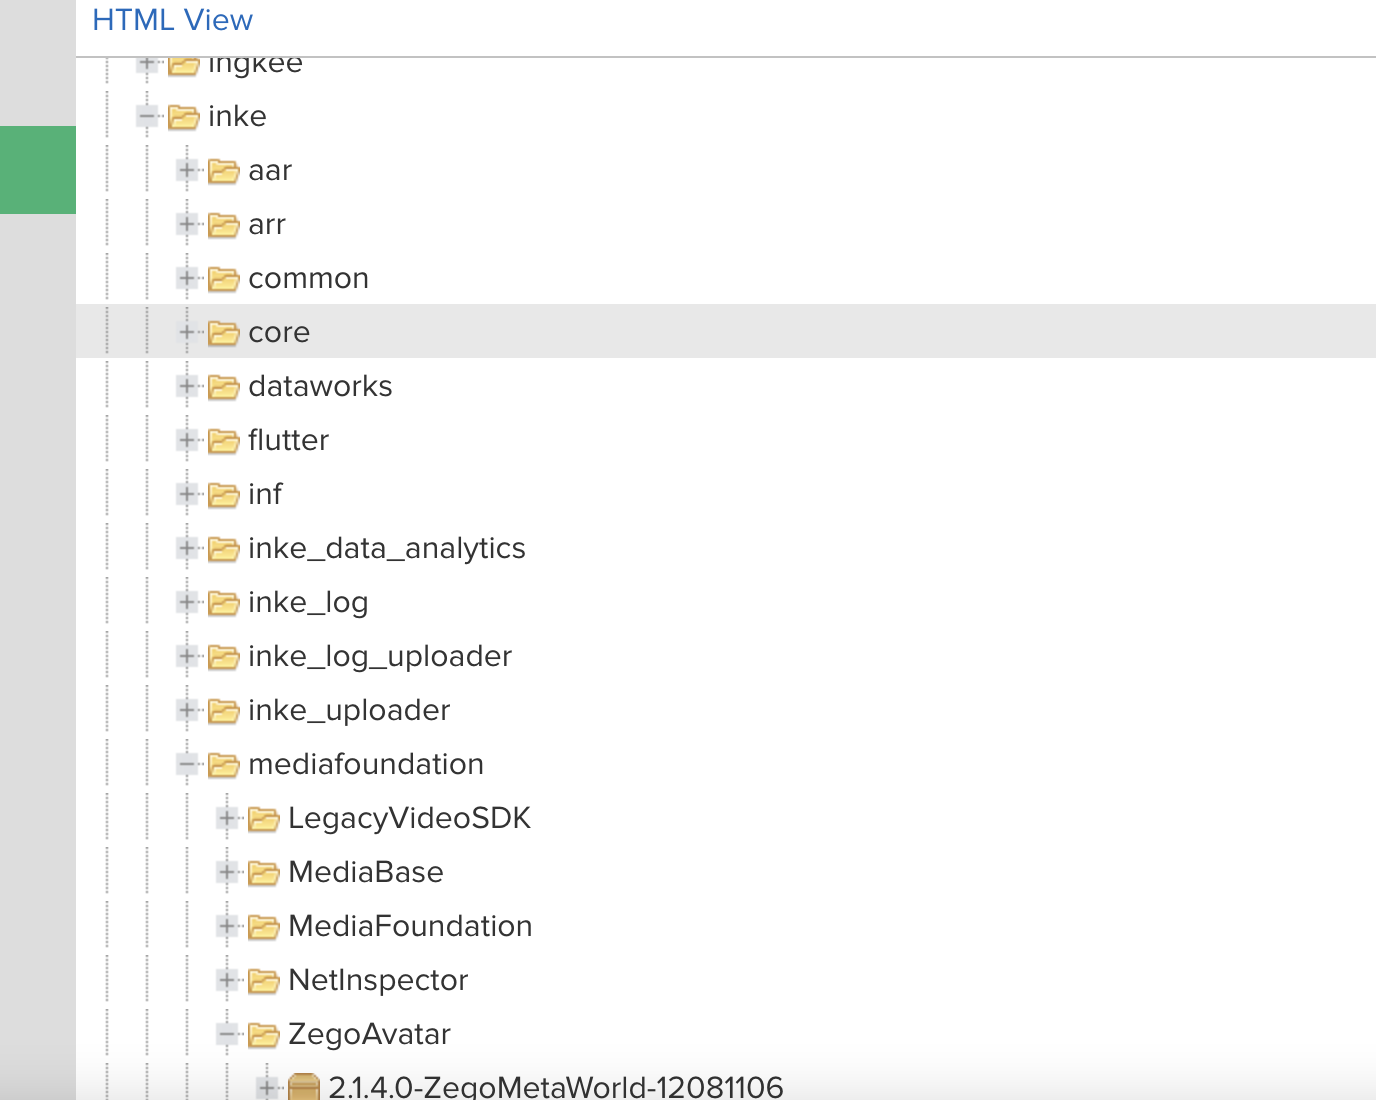 HTML View
ingkee
inke
aar
arr
common
core
dataworks
flutter
inf
inke_data_analytics
inke_log
inke_log_uploader
inke_uploader
mediafoundation
LegacyVideoSDK
MediaBase
MediaFoundation
NetInspector
ZegoAvatar
2.1.4.0-ZegoMetaWorld-12081106